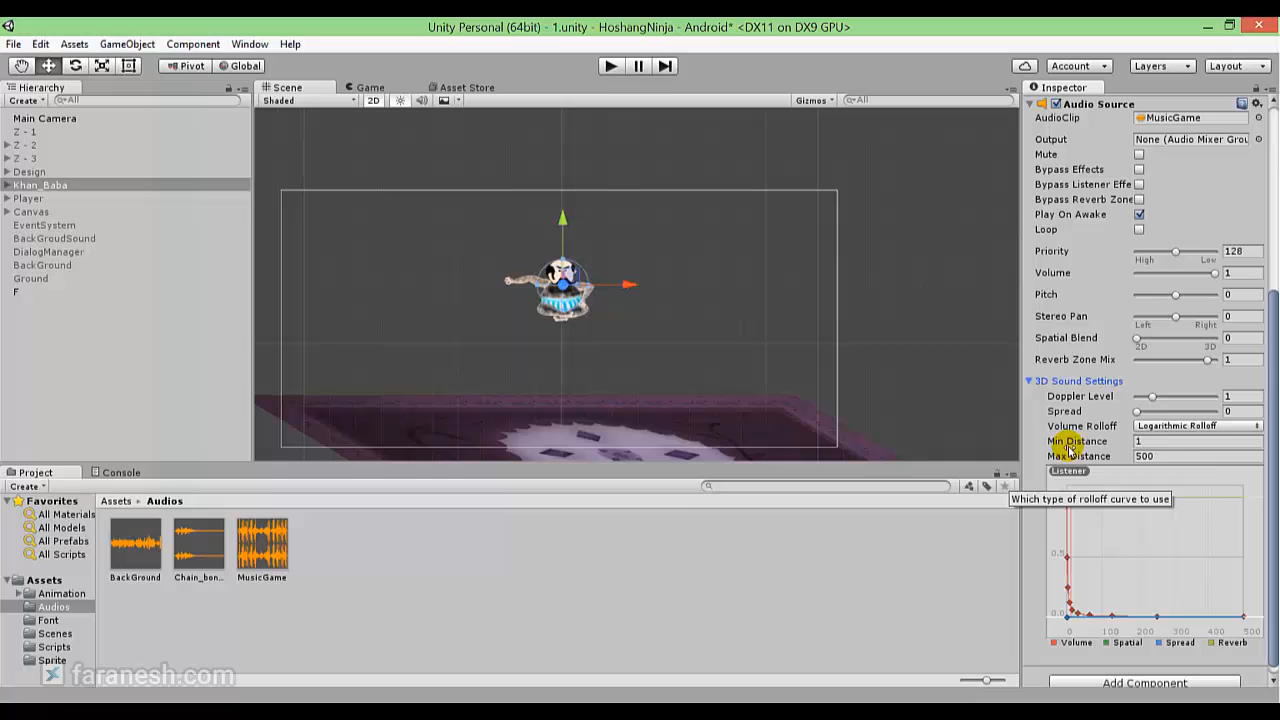 Unity Personal (64bit) - 1.unity - HoshangNinja - Android* <DX11 on DX9 GPU>
File Edit Assets GameObject Component Window Help
Pivot Global Account Layers Layout
Hierarchy
Create All
Main Camera
Z - 1
Z - 2
Z - 3
Design
Khan_Baba
Player
Canvas
EventSystem
BackGroudSound
DialogManager
BackGround
Ground
F
Scene Game Asset Store
Shaded 2D Gizmos All
Inspector
Audio Source
AudioClip MusicGame
Output None (Audio Mixer Grou
Mute
Bypass Effects
Bypass Listener Effe
Bypass Reverb Zone
Play On Awake
Loop
Priority 128
High Low
Volume 1
Pitch 0
Stereo Pan 0
Left Right
Spatial Blend 0
2D 3D
Reverb Zone Mix 1
3D Sound Settings
Doppler Level 1
Spread 0
Volume Rolloff Logarithmic Rolloff
Min Distance 1
Max Distance 500
Listener
Which type of rolloff curve to use
0.5
0.0
0 100 200 300 400 500
Volume Spatial Spread Reverb
Add Component
Project Console
Create
Favorites
All Materials
All Models
All Prefabs
All Scripts
Assets
Animation
Audios
Font
Scenes
Scripts
Sprite
Assets Audios
BackGround Chain_bon... MusicGame
faranesh.com